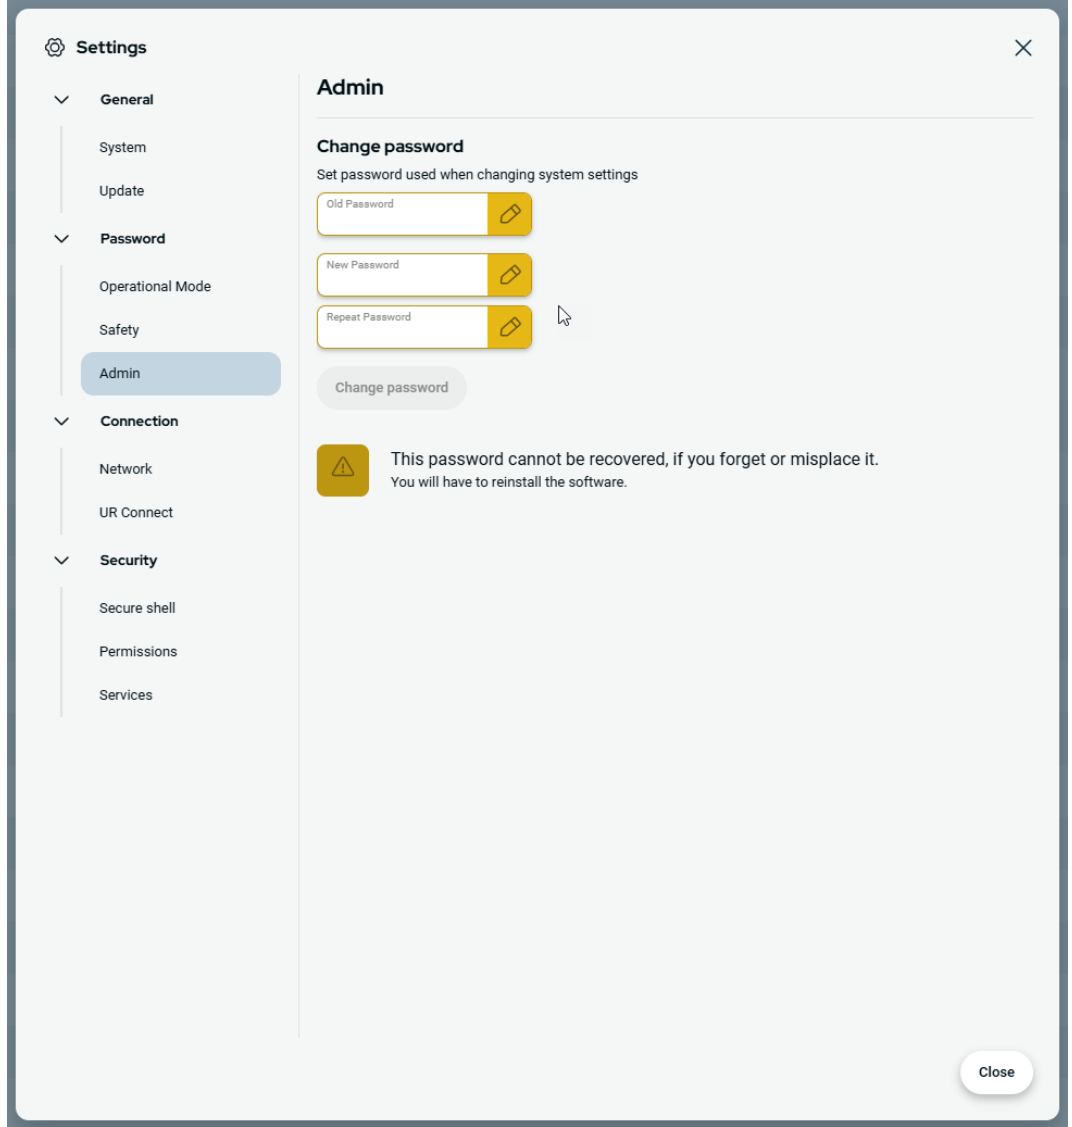 Settings
General
System
Update
Password
Operational Mode
Safety
Admin
Connection
Network
UR Connect
Security
Secure shell
Permissions
Services
Admin
Change password
Set password used when changing system settings
Old Password
New Password
Repeat Password
Change password
This password cannot be recovered, if you forget or misplace it.
You will have to reinstall the software.
Close